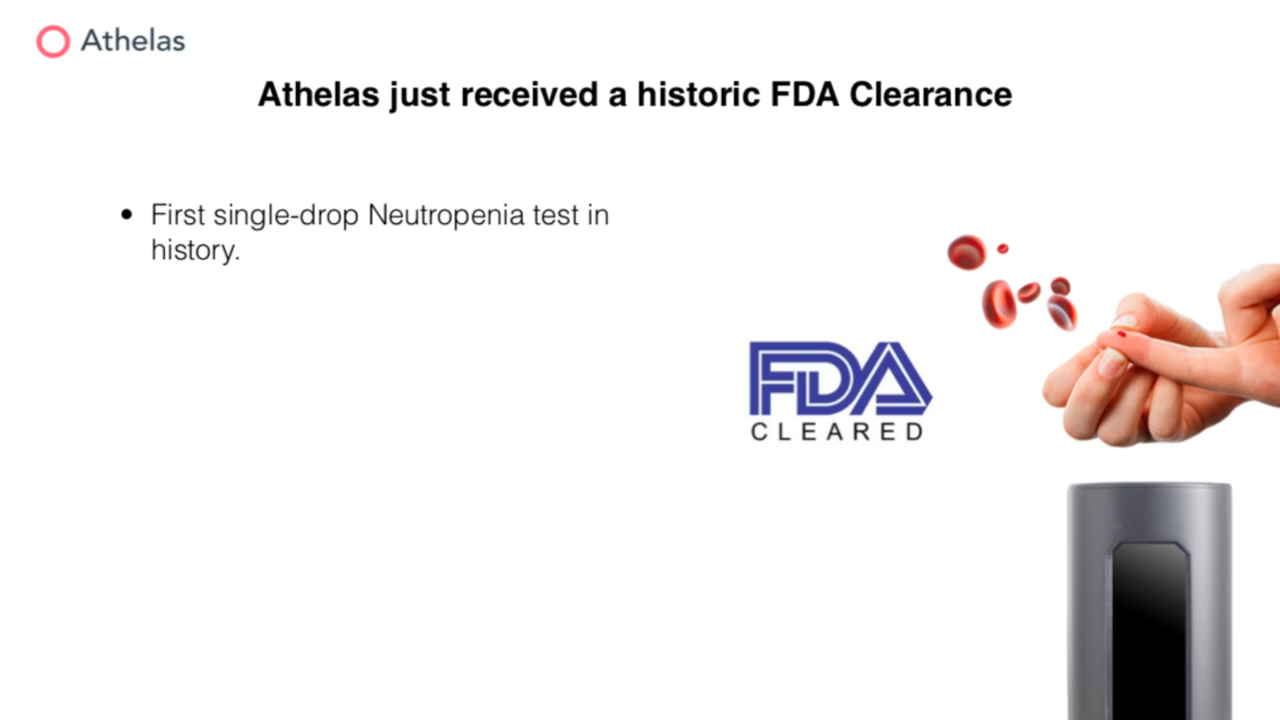 Athelas
Athelas just received a historic FDA Clearance
• First single-drop Neutropenia test in
history.
FDA
CLEARED